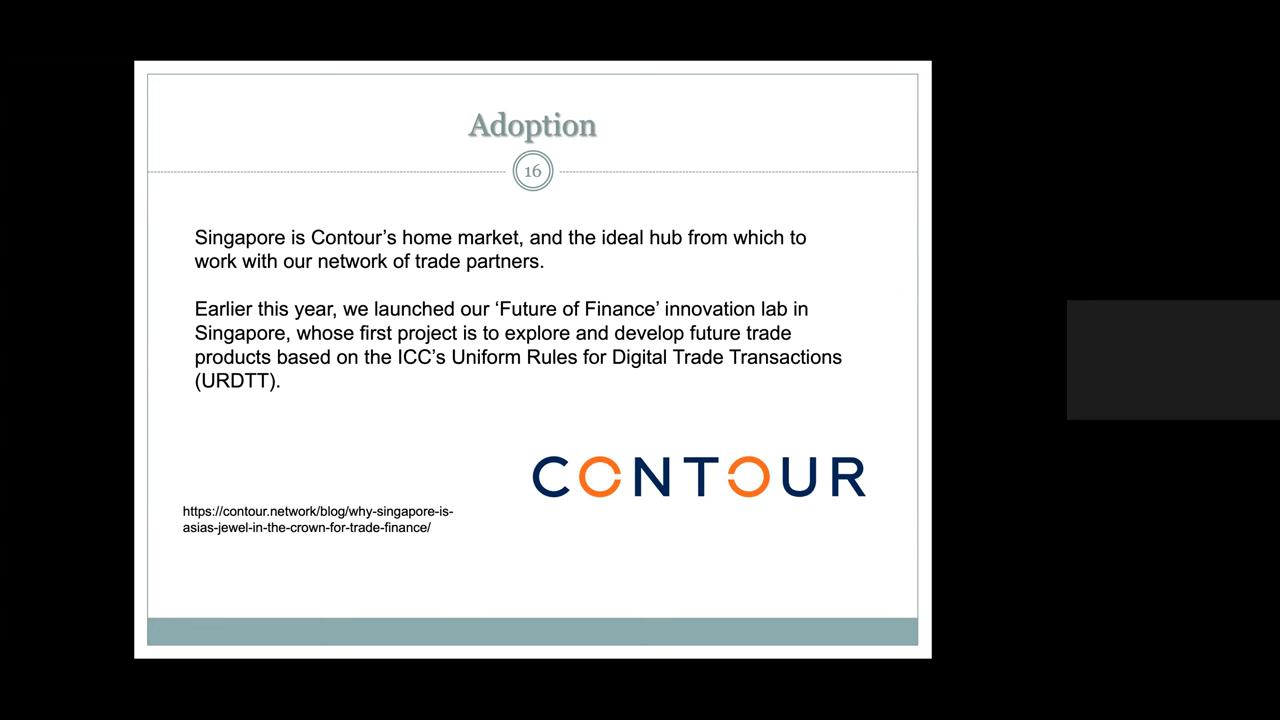 Adoption
16
Singapore is Contour’s home market, and the ideal hub from which to
work with our network of trade partners.
Earlier this year, we launched our ‘Future of Finance’ innovation lab in
Singapore, whose first project is to explore and develop future trade
products based on the ICC’s Uniform Rules for Digital Trade Transactions
(URDTT).
CONTOUR
https://contour.network/blog/why-singapore-is-
asias-jewel-in-the-crown-for-trade-finance/